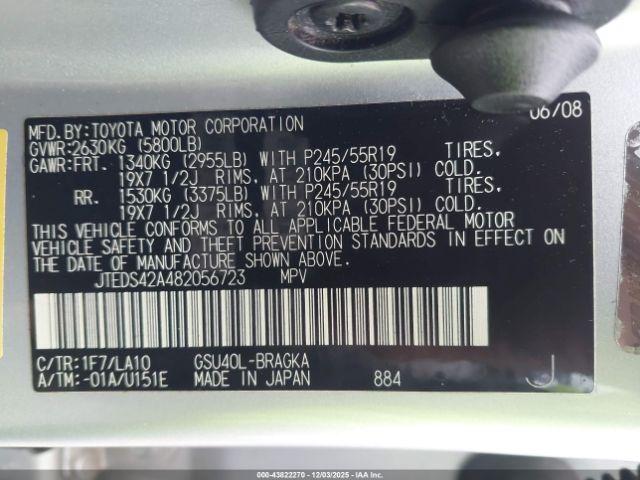 MFD.BY:TOYOTA MOTOR CORPORATION 06/08
GVWR:2630KG (5800LB)
GAWR:FRT. 1340KG (2955LB) WITH P245/55R19 TIRES,
19X7 1/2J RIMS, AT 210KPA (30PSI) COLD.
RR. 1530KG (3375LB) WITH P245/55R19 TIRES,
19X7 1/2J RIMS, AT 210KPA (30PSI) COLD.
THIS VEHICLE CONFORMS TO ALL APPLICABLE FEDERAL MOTOR
VEHICLE SAFETY AND THEFT PREVENTION STANDARDS IN EFFECT ON
THE DATE OF MANUFACTURE SHOWN ABOVE.
JTEDS42A482056723 MPV
C/TR:1F7/LA10 GSU40L-BRAGKA
A/TM:-01A/U151E MADE IN JAPAN 884 J
000-43822270 - 12/03/2025 - COPART